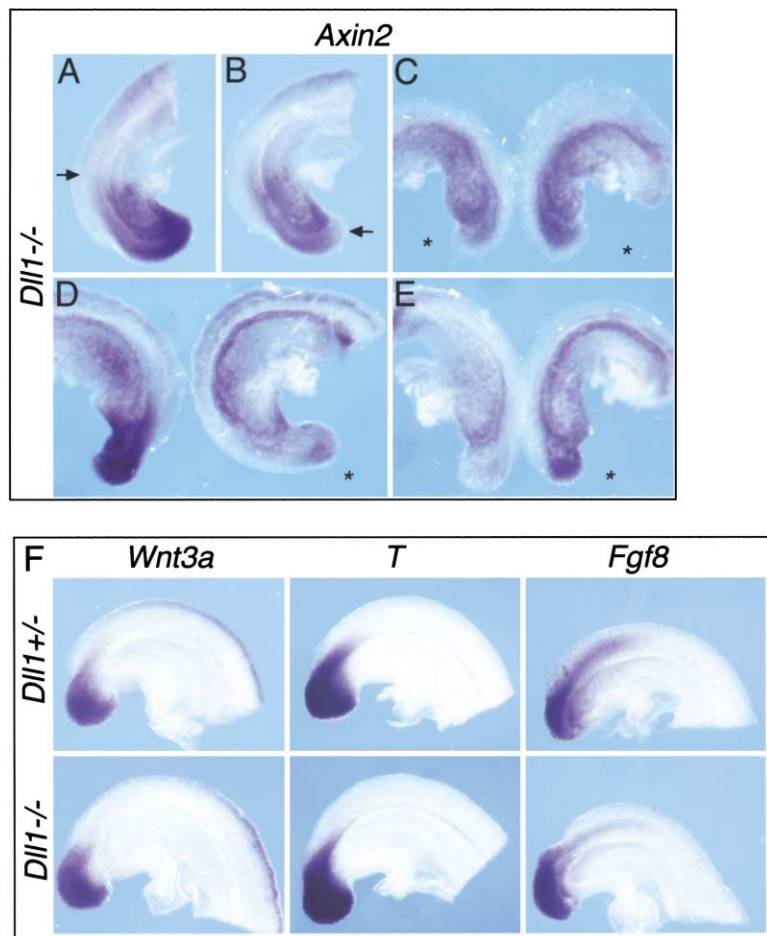 Axin2
A B C
Dll1-/-
D E
*
* *
*
F Wnt3a T Fgf8
Dll1+/-
Dll1-/-